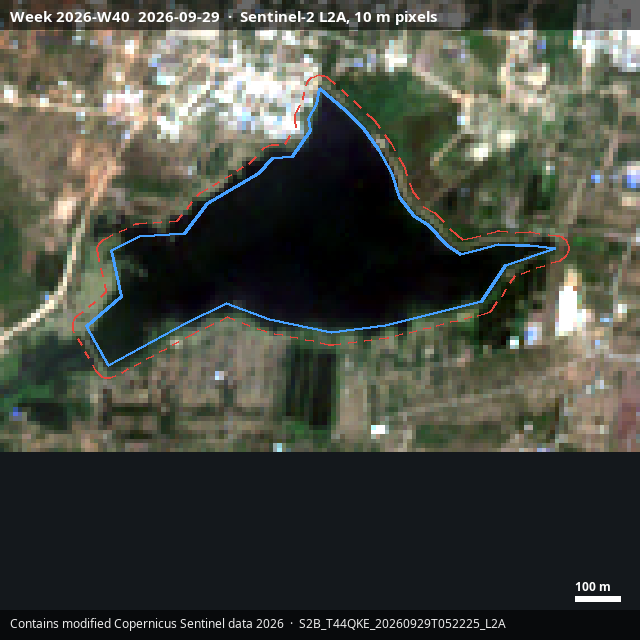 Week 2026-W40  2026-09-29  ·  Sentinel-2 L2A, 10 m pixels
100 m
Contains modified Copernicus Sentinel data 2026  ·  S2B_T44QKE_20260929T052225_L2A